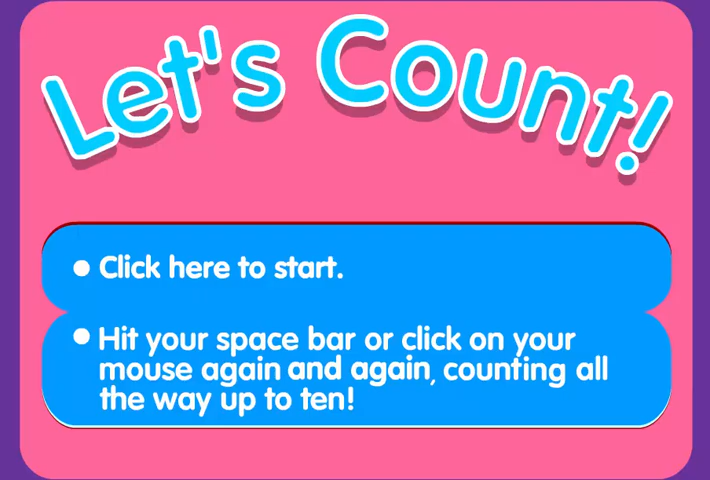 Let's Count!
• Click here to start.
• Hit your space bar or click on your
mouse again and again, counting all
the way up to ten!